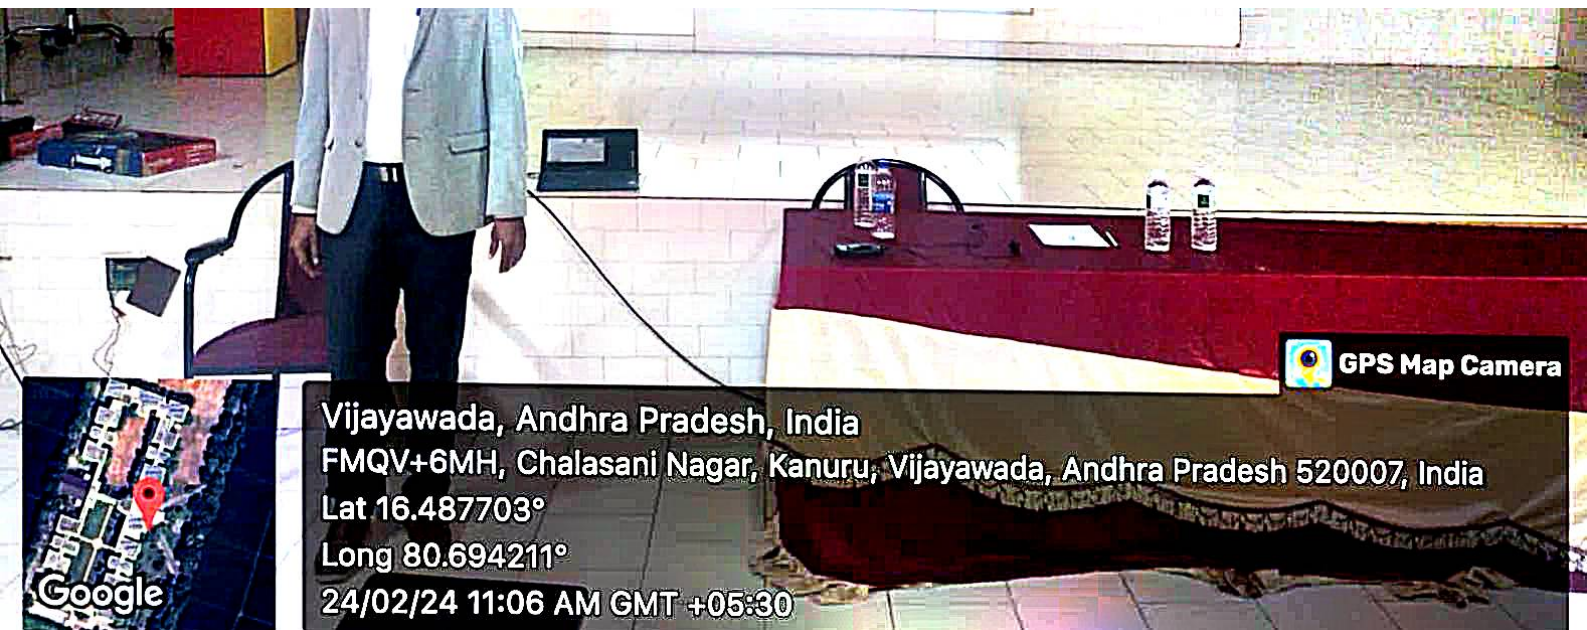 GPS Map Camera
Vijayawada, Andhra Pradesh, India
FMQV+6MH, Chalasani Nagar, Kanuru, Vijayawada, Andhra Pradesh 520007, India
Lat 16.487703°
Long 80.694211°
24/02/24 11:06 AM GMT +05:30
Google